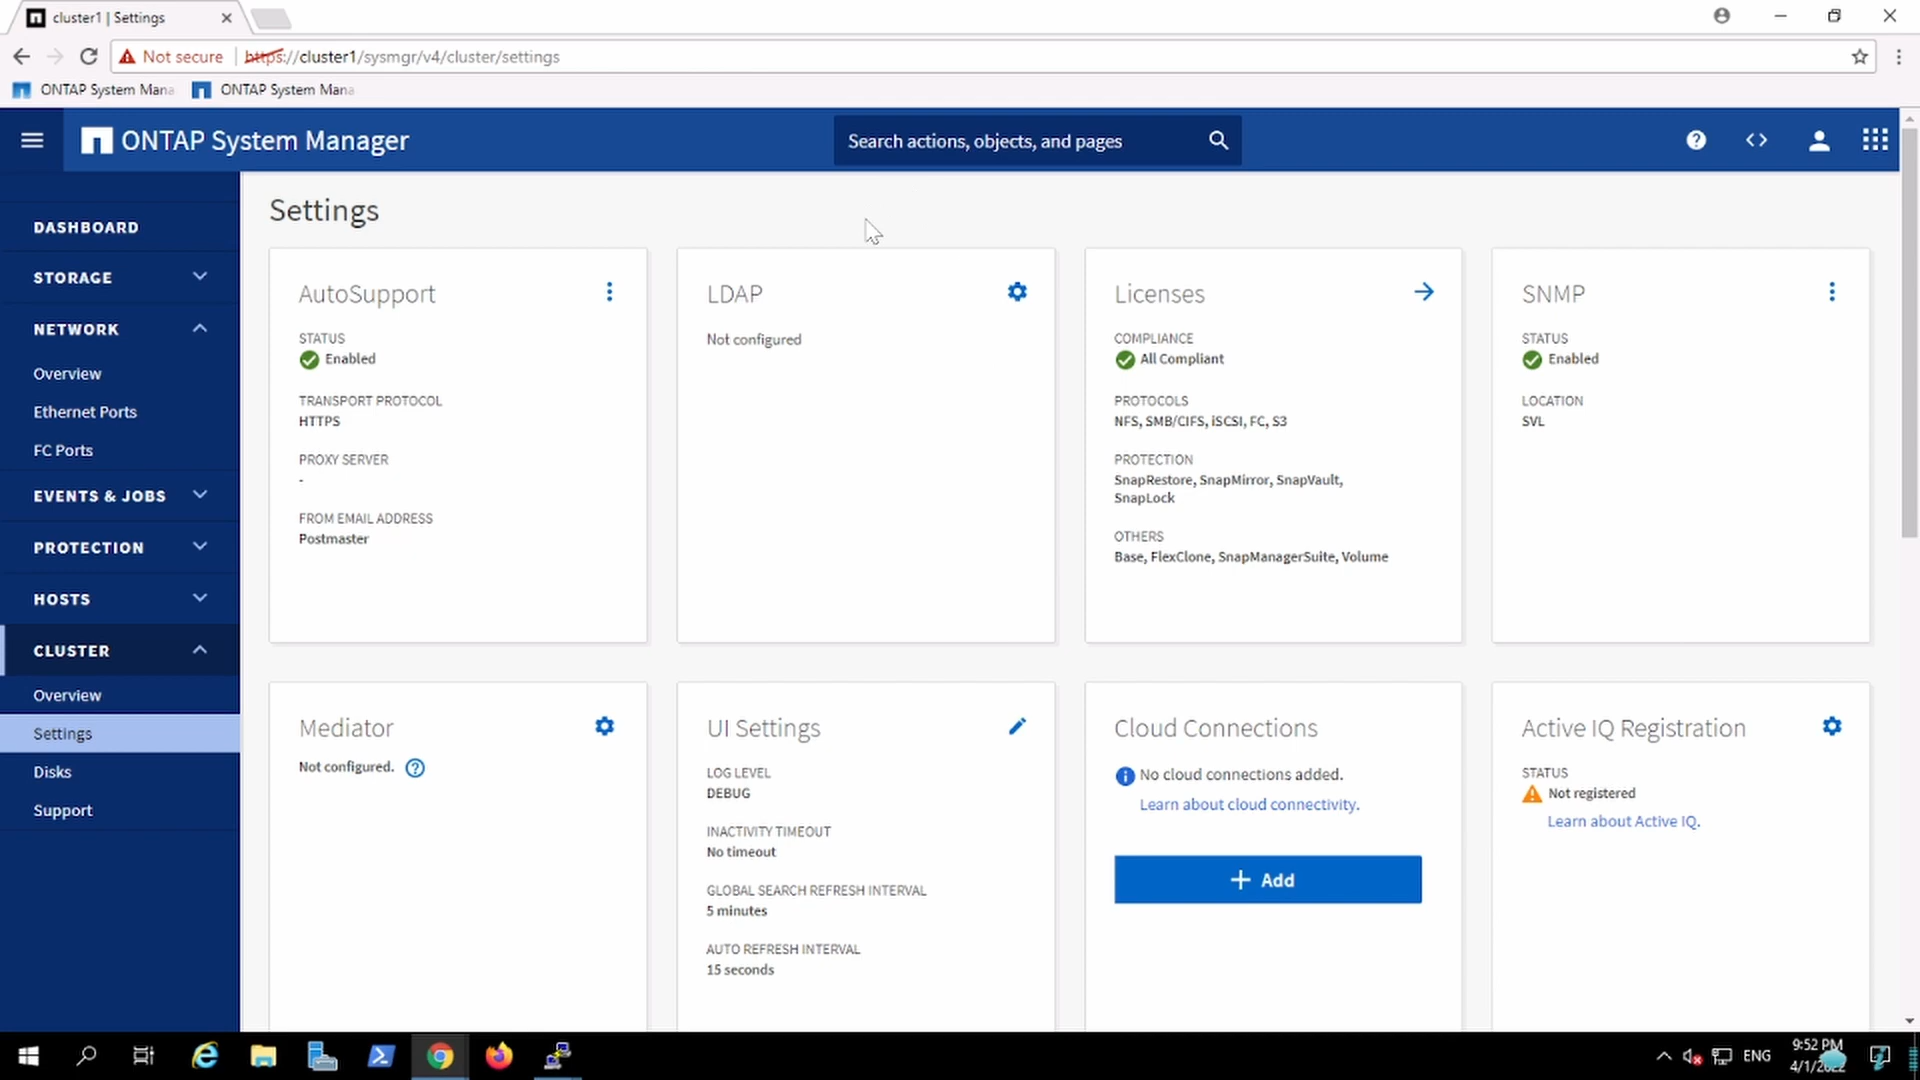 cluster1 | Settings
Not secure
https://cluster1/sysmgr/v4/cluster/settings
ONTAP System Mana
ONTAP System Mana
ONTAP System Manager
Search actions, objects, and pages
Settings
DASHBOARD
STORAGE
NETWORK
Overview
Ethernet Ports
FC Ports
EVENTS & JOBS
PROTECTION
HOSTS
CLUSTER
Overview
Settings
Disks
Support
AutoSupport
STATUS
Enabled
TRANSPORT PROTOCOL
HTTPS
PROXY SERVER
-
FROM EMAIL ADDRESS
Postmaster
LDAP
Not configured
Licenses
COMPLIANCE
All Compliant
PROTOCOLS
NFS, SMB/CIFS, iSCSI, FC, S3
PROTECTION
SnapRestore, SnapMirror, SnapVault,
SnapLock
OTHERS
Base, FlexClone, SnapManagerSuite, Volume
SNMP
STATUS
Enabled
LOCATION
SVL
Mediator
Not configured.
UI Settings
LOG LEVEL
DEBUG
INACTIVITY TIMEOUT
No timeout
GLOBAL SEARCH REFRESH INTERVAL
5 minutes
AUTO REFRESH INTERVAL
15 seconds
Cloud Connections
No cloud connections added.
Learn about cloud connectivity.
+ Add
Active IQ Registration
STATUS
Not registered
Learn about Active IQ.
ENG
9:52 PM